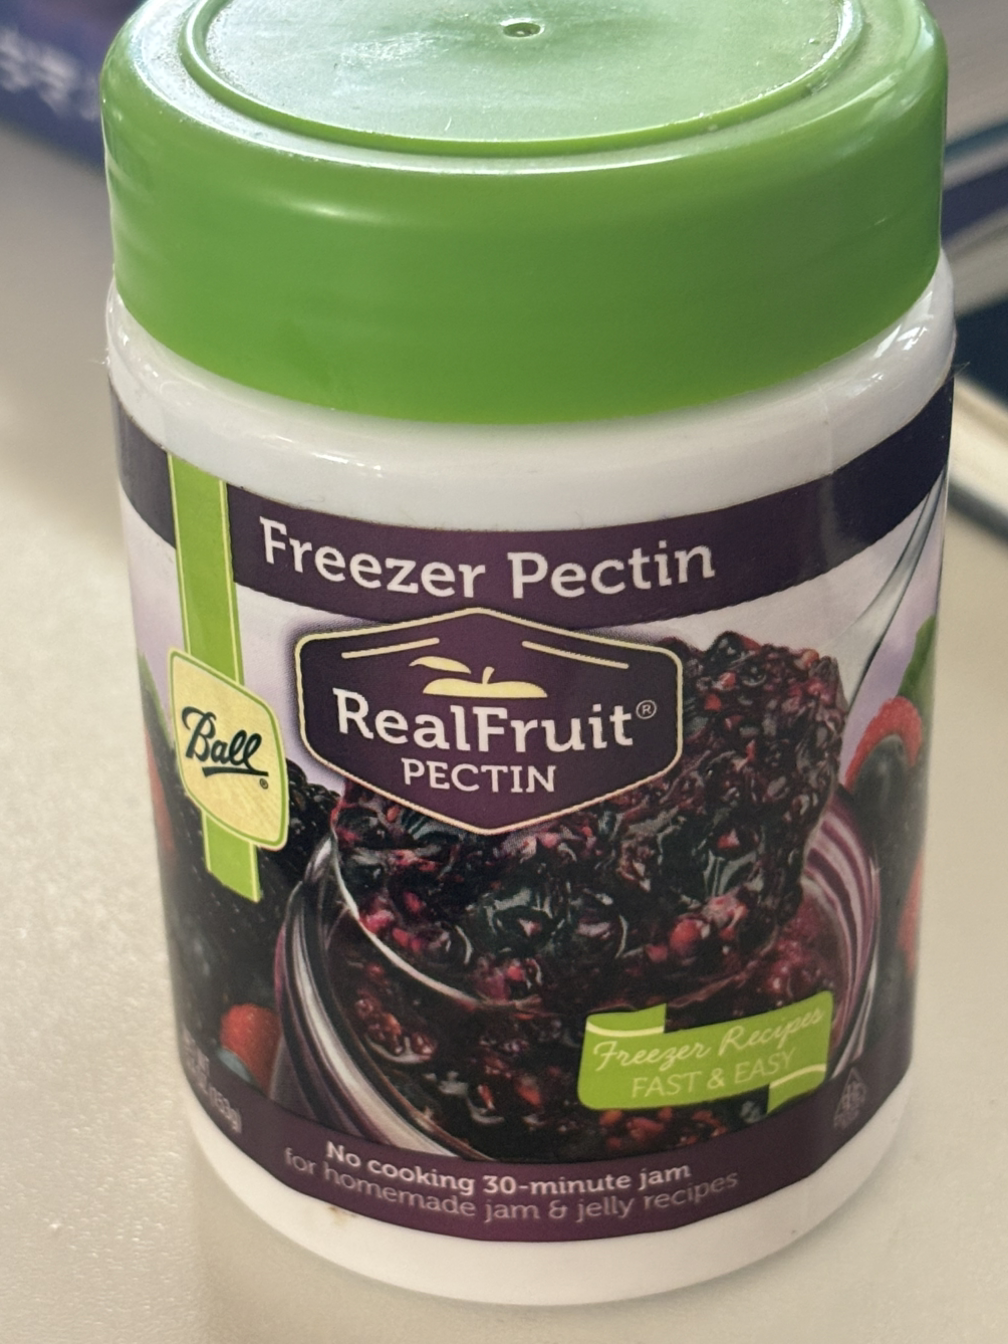 Freezer Pectin
RealFruit®
PECTIN
Ball®
Freezer Recipes
FAST & EASY
No cooking 30-minute jam
for homemade jam & jelly recipes